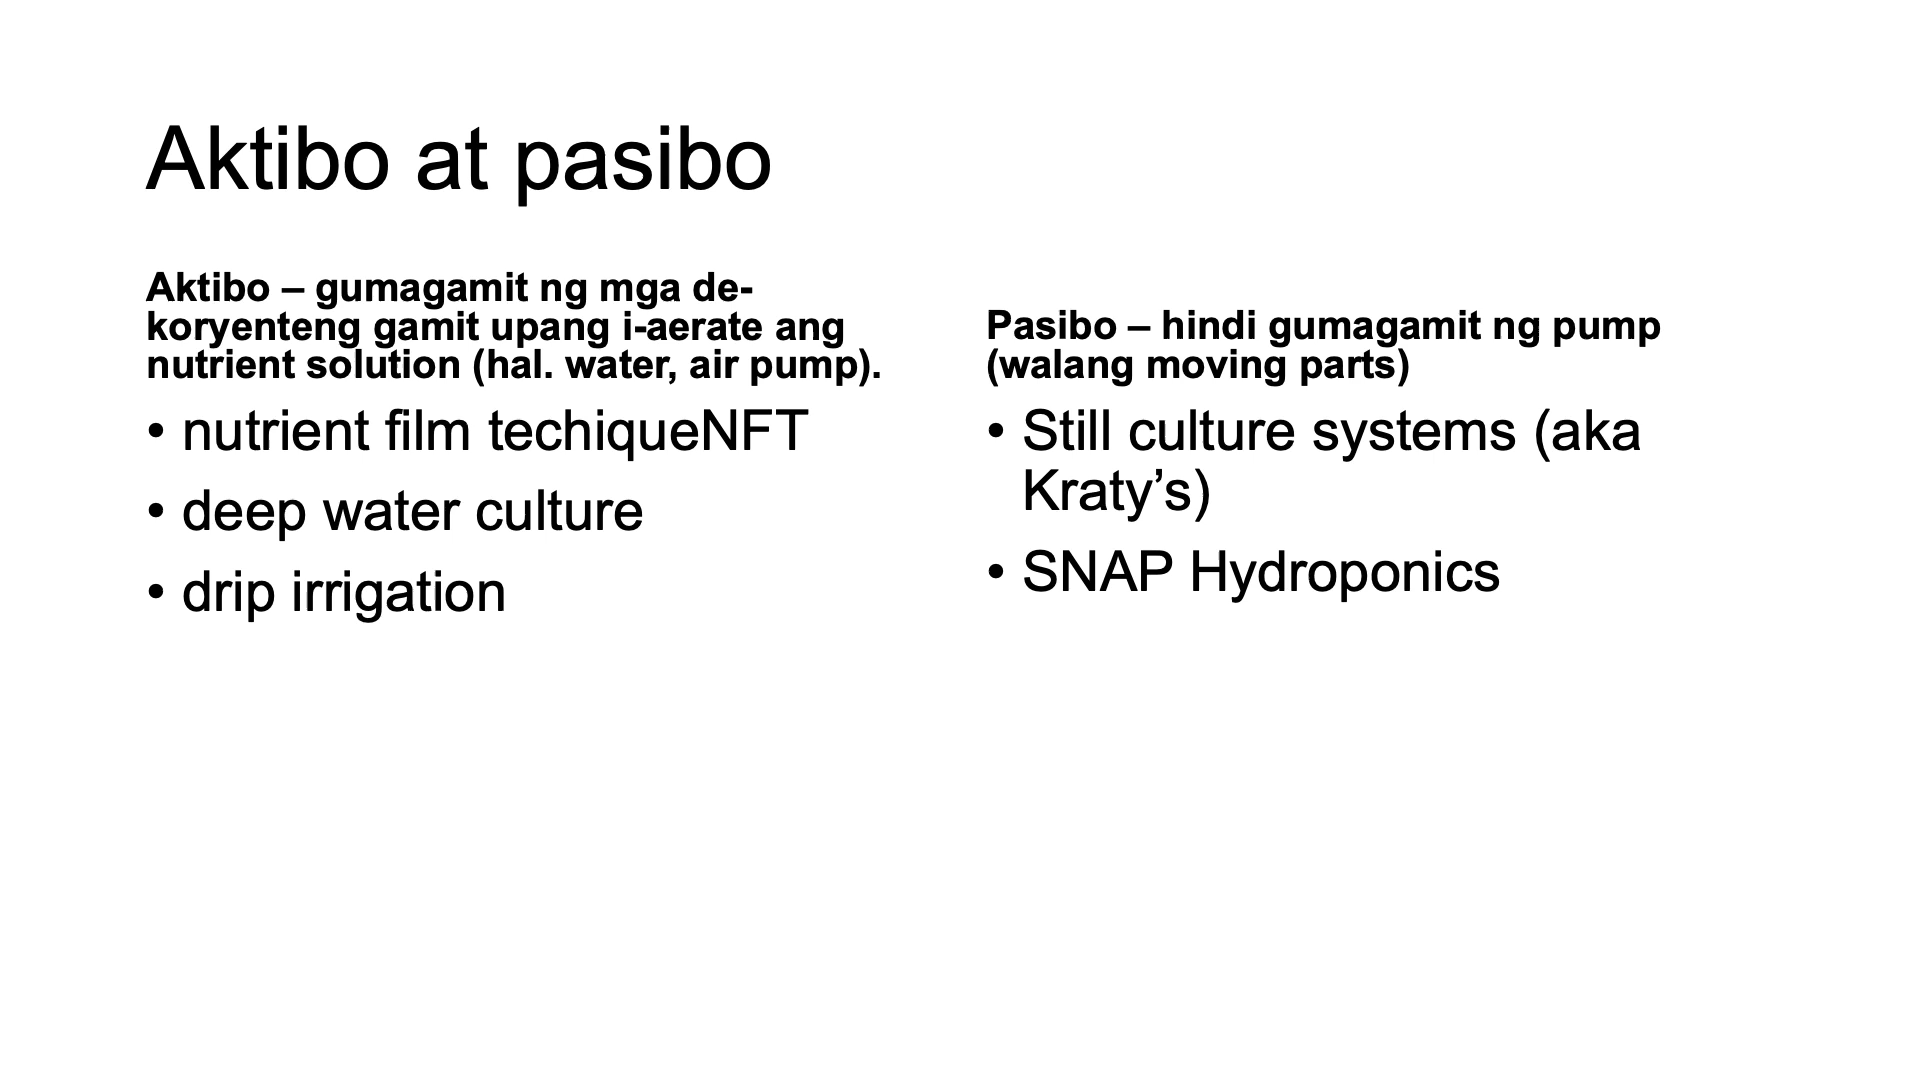 Aktibo at pasibo
Aktibo – gumagamit ng mga de-
koryenteng gamit upang i-aerate ang
nutrient solution (hal. water, air pump).
• nutrient film techiqueNFT
• deep water culture
• drip irrigation
Pasibo – hindi gumagamit ng pump
(walang moving parts)
• Still culture systems (aka
Kraty’s)
• SNAP Hydroponics